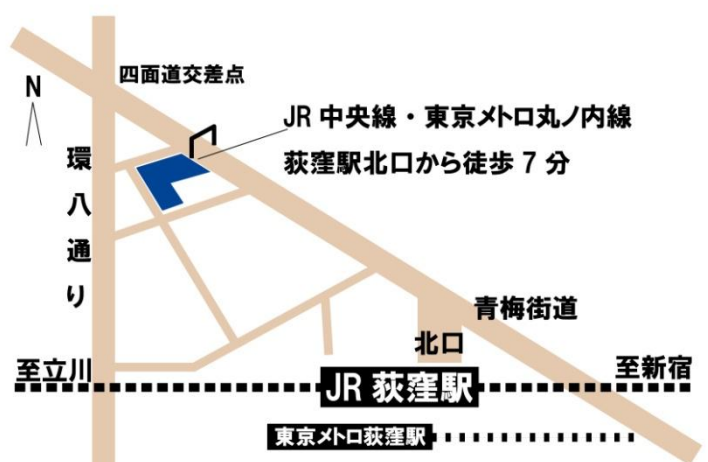 四面道交差点
N
JR 中央線・東京メトロ丸ノ内線
荻窪駅北口から徒歩 7 分
環八通り
青梅街道
北口
至立川
至新宿
JR 荻窪駅
東京メトロ荻窪駅